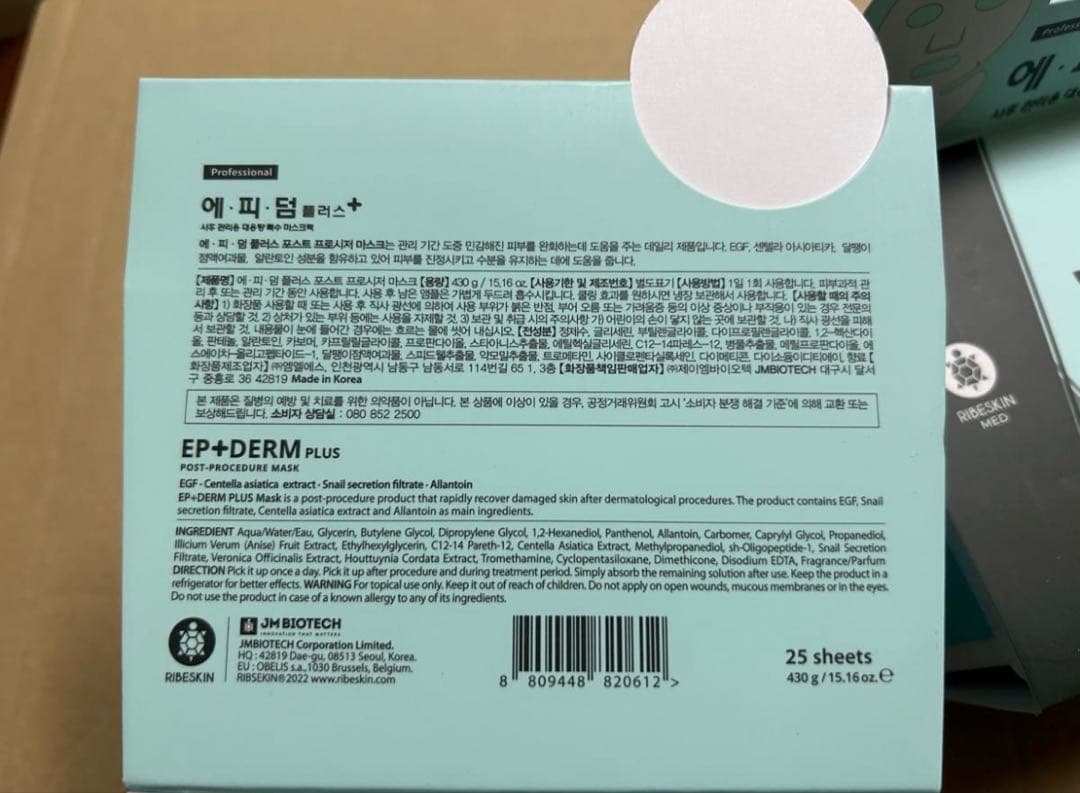 Professional
에·피·덤 플러스+
사후 관리용 대용량 특수 마스크팩
에·피·덤 플러스 포스트 프로시저 마스크는 관리 기간 도중 민감해진 피부를 완화하는데 도움을 주는 데일리 제품입니다. EGF, 센텔라 아시아티카, 달팽이
점액여과물, 알란토인 성분을 함유하고 있어 피부를 진정시키고 수분을 유지하는 데에 도움을 줍니다.
【제품명】 에·피·덤 플러스 포스트 프로시저 마스크 【용량】 430 g / 15.16 oz. 【사용기한 및 제조번호】 별도표기 【사용방법】 1일 1회 사용합니다. 피부과적 관
리 후 또는 관리 기간 동안 사용합니다. 사용 후 남은 앰플은 가볍게 두드려 흡수시킵니다. 쿨링 효과를 원하시면 냉장 보관해서 사용합니다. 【사용할 때의 주의
사항】 1) 화장품 사용할 때 또는 사용 후 직사 광선에 의하여 사용 부위가 붉은 반점, 부어 오름 또는 가려움증 등의 이상 증상이나 부작용이 있는 경우 전문의
등과 상담할 것 2) 상처가 있는 부위 등에는 사용을 자제할 것. 3) 보관 및 취급 시의 주의사항 가) 어린이의 손이 닿지 않는 곳에 보관할 것, 나) 직사 광선을 피해
서 보관할 것. 내용물이 눈에 들어간 경우에는 흐르는 물에 씻어 내십시오. 【전성분】 정제수, 글리세린, 부틸렌글라이콜, 다이프로필렌글라이콜, 1,2-헥산다이
올, 판테놀, 알란토인, 카보머, 카프릴릴글라이콜, 프로판다이올, 스타아니스추출물, 에틸헥실글리세린, C12-14파레스-12, 병풀추출물, 메틸프로판다이올, 에
스에이치-올리고펩타이드-1, 달팽이점액여과물, 스피드웰추출물, 약모밀추출물, 트로메타민, 사이클로펜타실록세인, 다이메티콘, 다이소듐이디티에이, 향료 【
화장품제조업자】 ㈜엠엘에스, 인천광역시 남동구 남동서로 114번길 65 1, 3층 【화장품책임판매업자】 ㈜제이엠바이오텍 JMBIOTECH 대구시 달서
구 중흥로 36 42819 Made in Korea
본 제품은 질병의 예방 및 치료를 위한 의약품이 아닙니다. 본 상품에 이상이 있을 경우, 공정거래위원회 고시 '소비자 분쟁 해결 기준'에 의해 교환 또는
보상해드립니다. 소비자 상담실 : 080 852 2500
EP+DERM PLUS
POST-PROCEDURE MASK
EGF · Centella asiatica extract · Snail secretion filtrate · Allantoin
EP+DERM PLUS Mask is a post-procedure product that rapidly recover damaged skin after dermatological procedures. The product contains EGF, Snail
secretion filtrate, Centella asiatica extract and Allantoin as main ingredients.
INGREDIENT Aqua/Water/Eau, Glycerin, Butylene Glycol, Dipropylene Glycol, 1,2-Hexanediol, Panthenol, Allantoin, Carbomer, Caprylyl Glycol, Propanediol,
Illicium Verum (Anise) Fruit Extract, Ethylhexylglycerin, C12-14 Pareth-12, Centella Asiatica Extract, Methylpropanediol, sh-Oligopeptide-1, Snail Secretion
Filtrate, Veronica Officinalis Extract, Houttuynia Cordata Extract, Tromethamine, Cyclopentasiloxane, Dimethicone, Disodium EDTA, Fragrance/Parfum
DIRECTION Pick it up once a day. Pick it up after procedure and during treatment period. Simply absorb the remaining solution after use. Keep the product in a
refrigerator for better effects. WARNING For topical use only. Keep it out of reach of children. Do not apply on open wounds, mucous membranes or in the eyes.
Do not use the product in case of a known allergy to any of its ingredients.
RIBESKIN
JM BIOTECH
INNOVATION THAT MATTERS
JMBIOTECH Corporation Limited.
HQ : 42819 Dae-gu, 08513 Seoul, Korea.
EU : OBELIS s.a.,1030 Brussels, Belgium.
RIBSEKIN®2022 www.ribeskin.com
8 809448 820612 >
25 sheets
430 g / 15.16 oz. ℮
에·
사후 관리용 대용
RIBESKIN
MED